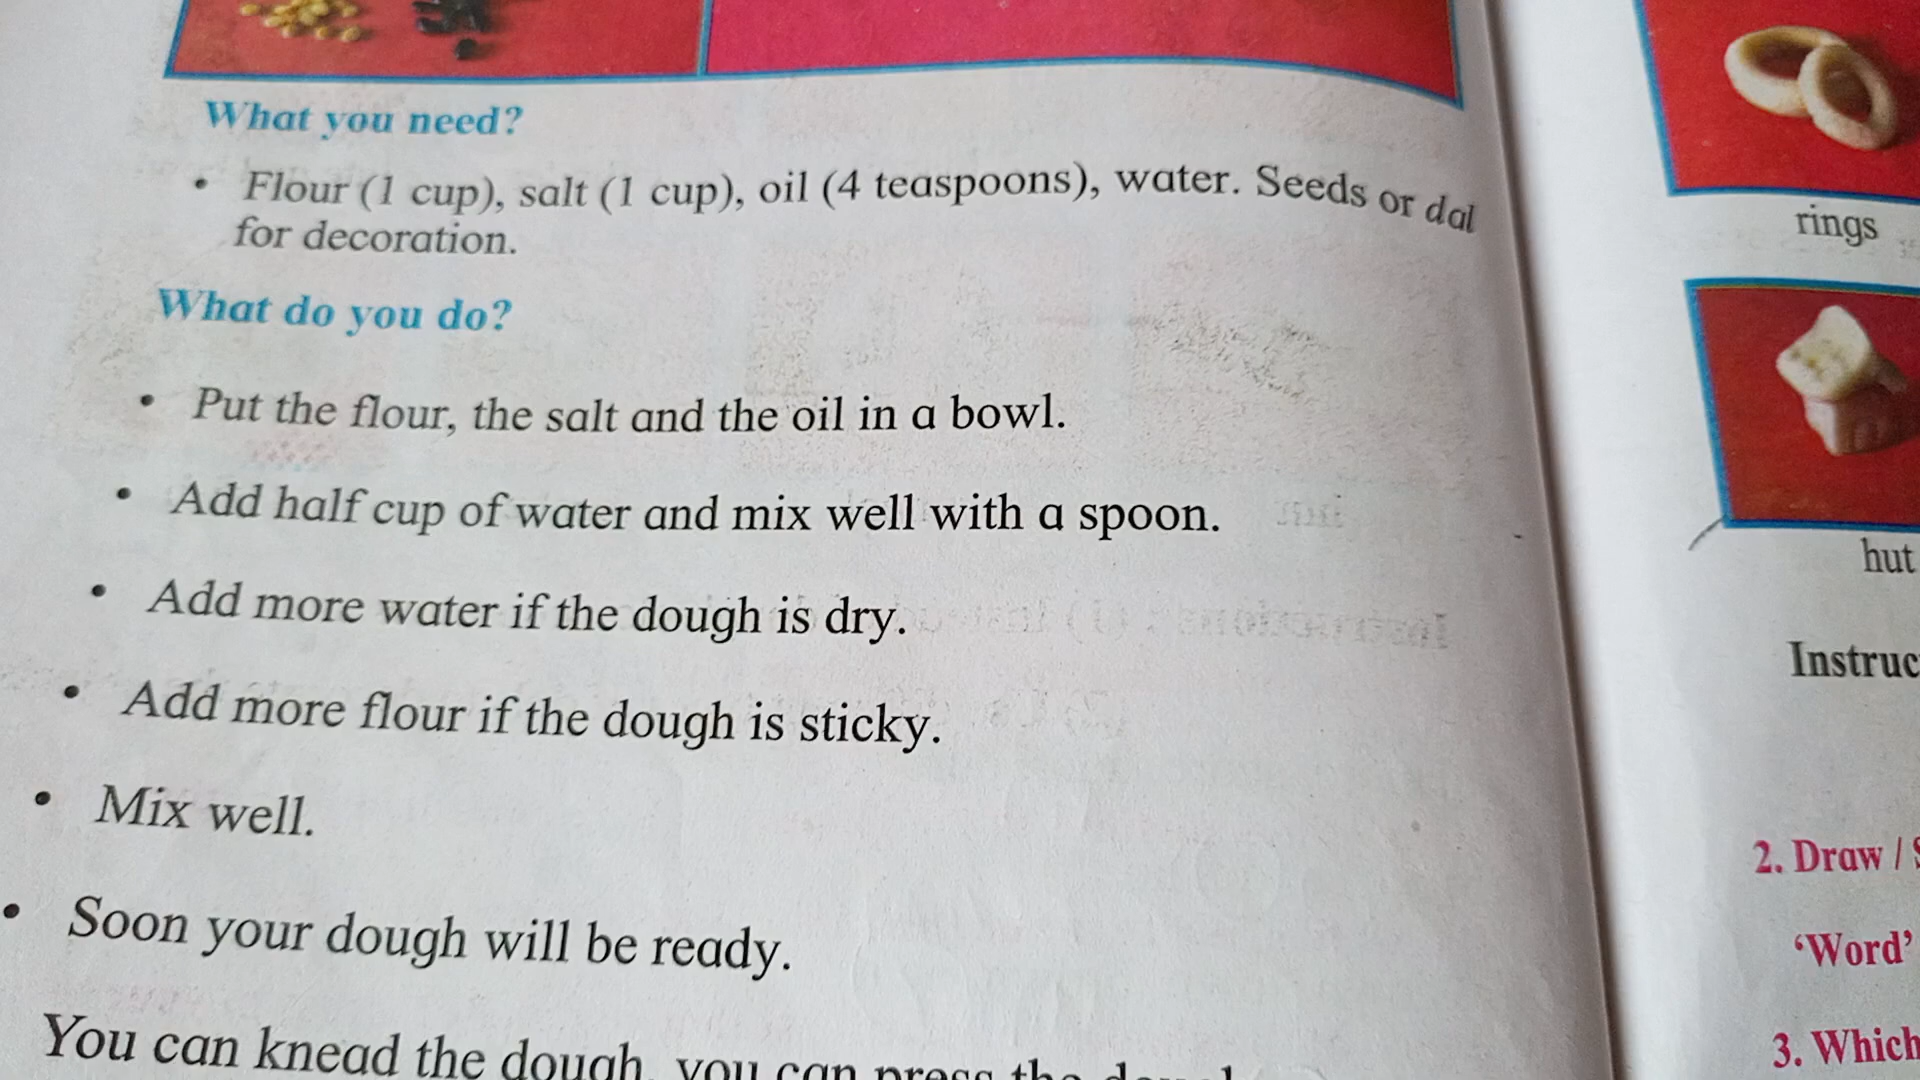 What you need?
• Flour (1 cup), salt (1 cup), oil (4 teaspoons), water. Seeds or dal
for decoration.
What do you do?
• Put the flour, the salt and the oil in a bowl.
• Add half cup of water and mix well with a spoon.
• Add more water if the dough is dry.
• Add more flour if the dough is sticky.
• Mix well.
• Soon your dough will be ready.
You can knead the dough, you can press the
rings
hut
2. Draw /
‘Word’
3. Which